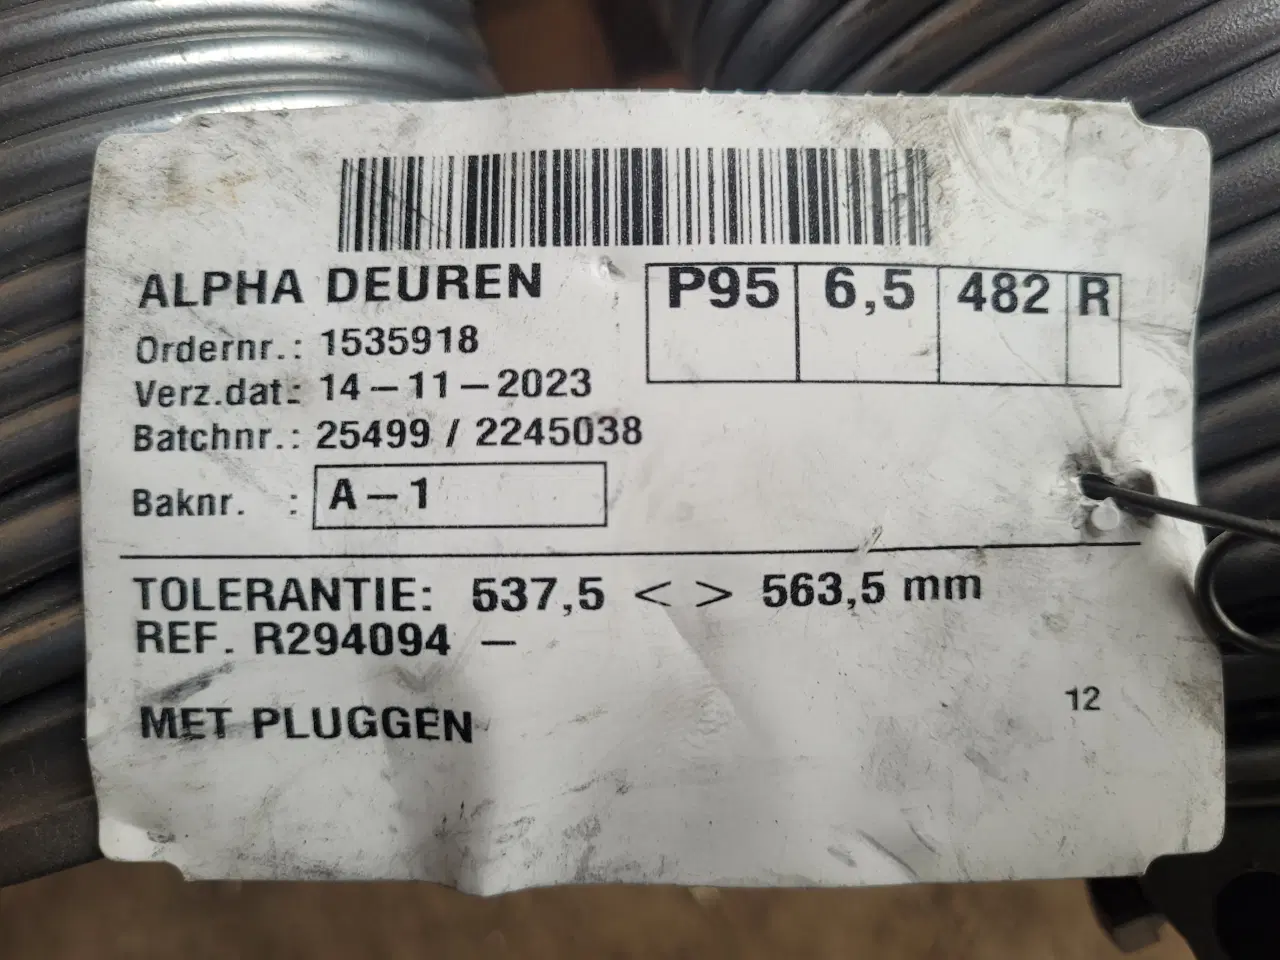 ALPHA DEUREN
P95 6,5 482 R
Ordernr.: 1535918
Verz.dat.: 14-11-2023
Batchnr.: 25499 / 2245038
Baknr. : A-1
TOLERANTIE: 537,5 < > 563,5 mm
REF. R294094 -
12
MET PLUGGEN